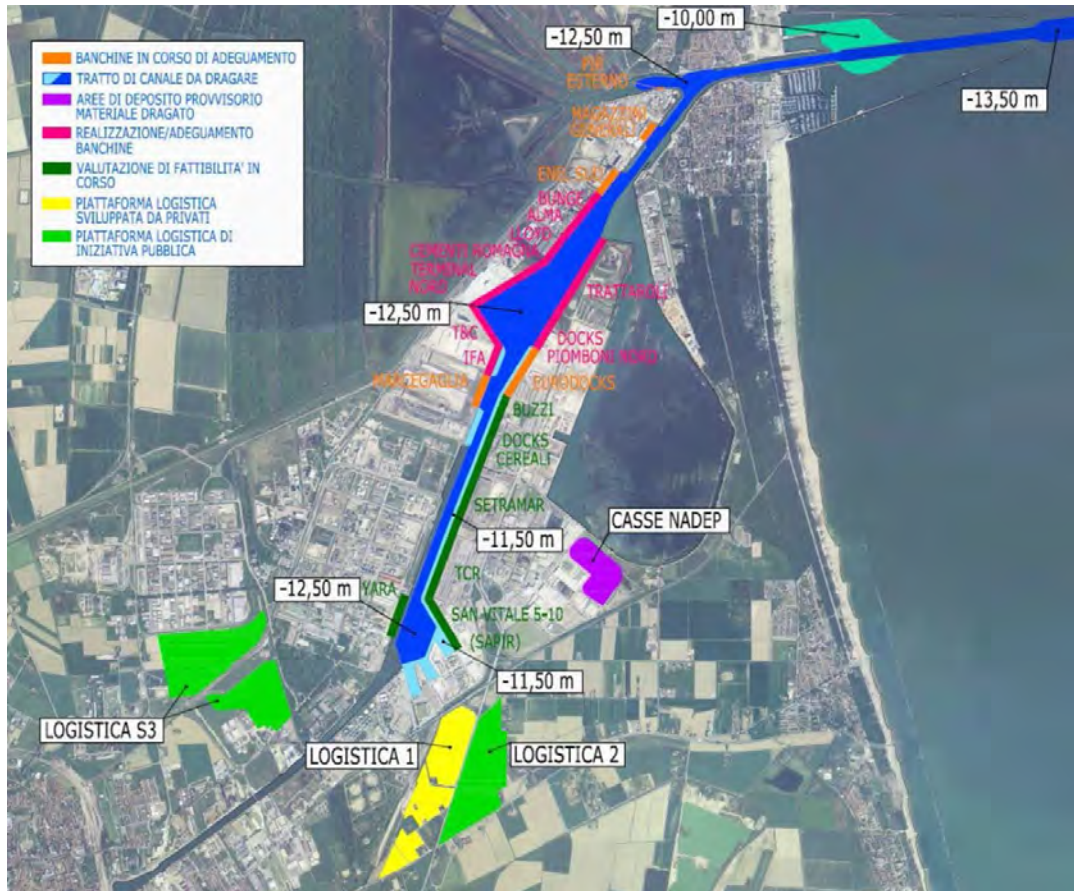 BANCHINE IN CORSO DI ADEGUAMENTO
TRATTO DI CANALE DA DRAGARE
AREE DI DEPOSITO PROVVISORIO
MATERIALE DRAGATO
REALIZZAZIONE/ADEGUAMENTO
BANCHINE
VALUTAZIONE DI FATTIBILITA' IN
CORSO
PIATTAFORMA LOGISTICA
SVILUPPATA DA PRIVATI
PIATTAFORMA LOGISTICA DI
INIZIATIVA PUBBLICA
-10,00 m
-12,50 m
-13,50 m
ESTERNO
MAGAZZINI
GENERALI
ENEL SUD
BUNGE
ALMA
LLOYD
CEMENTI ROMAGNA
TERMINAL
NORD
TRATTAROLI
-12,50 m
T&C
IFA
DOCKS
PIOMBONI NORD
MARCEGAGLIA
EURODOCKS
BUZZI
DOCKS
CEREALI
SETRAMAR
CASSE NADEP
-11,50 m
TCR
-12,50 m
YARA
SAN VITALE 5-10
(SAPIR)
-11,50 m
LOGISTICA S3
LOGISTICA 1
LOGISTICA 2